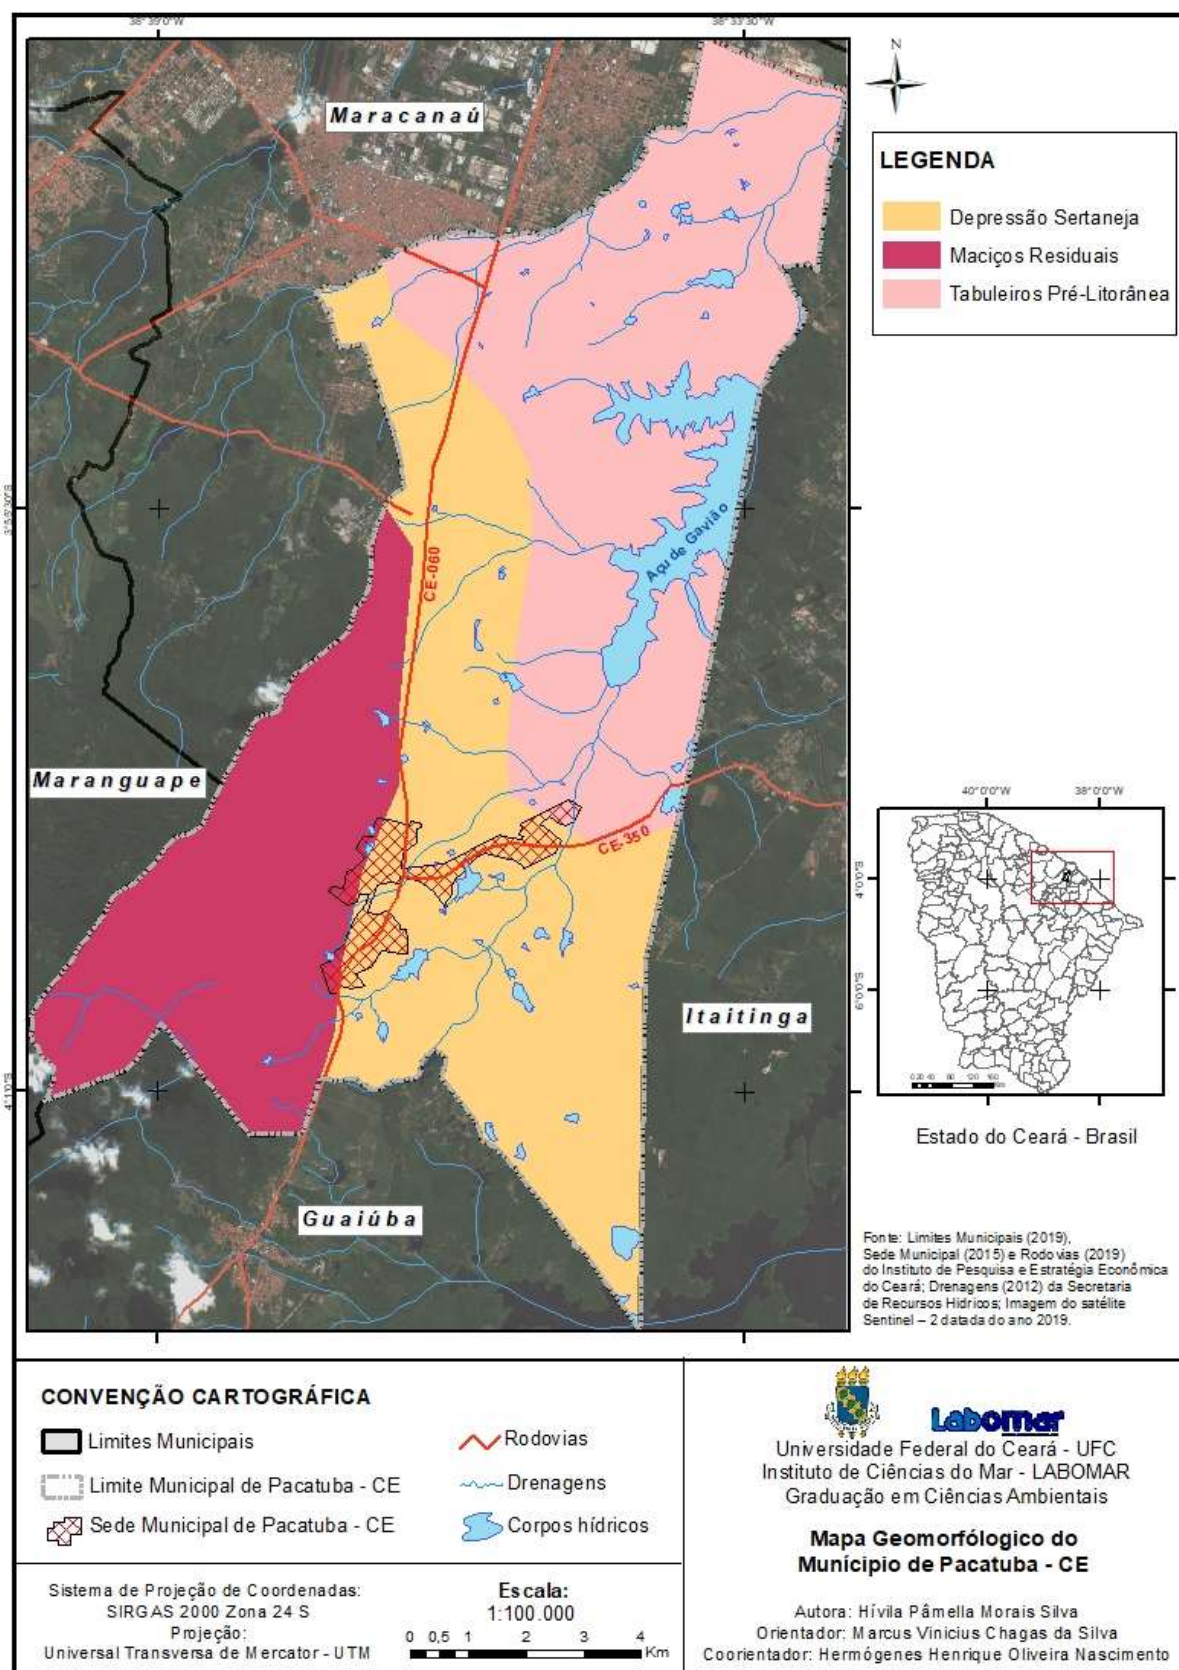 38°39'0"W
38°33'30"W
Maracanaú
N
LEGENDA
Depressão Sertaneja
Maciços Residuais
Tabuleiros Pré-Litorânea
3°55'30"S
Açu de Gavião
CE-060
Maranguape
CE-350
Itaitinga
4°1'0"S
Guaiúba
40°0'0"W
38°0'0"W
4°0'0"S
6°0'0"S
Estado do Ceará - Brasil
Fonte: Limites Municipais (2019),
Sede Municipal (2015) e Rodovias (2019)
do Instituto de Pesquisa e Estratégia Econômica
do Ceará; Drenagens (2012) da Secretaria
de Recursos Hídricos; Imagem do satélite
Sentinel – 2 datada do ano 2019.
CONVENÇÃO CARTOGRÁFICA
Limites Municipais
Limite Municipal de Pacatuba - CE
Sede Municipal de Pacatuba - CE
Rodovias
Drenagens
Corpos hídricos
Sistema de Projeção de Coordenadas:
SIRGAS 2000 Zona 24 S
Projeção:
Universal Transversa de Mercator - UTM
Escala:
1:100.000
0 0,5 1 2 3 4
Km
Labomar
Universidade Federal do Ceará - UFC
Instituto de Ciências do Mar - LABOMAR
Graduação em Ciências Ambientais
Mapa Geomorfólogico do
Munícipio de Pacatuba - CE
Autora: Hívila Pâmella Morais Silva
Orientador: Marcus Vinicius Chagas da Silva
Coorientador: Hermógenes Henrique Oliveira Nascimento